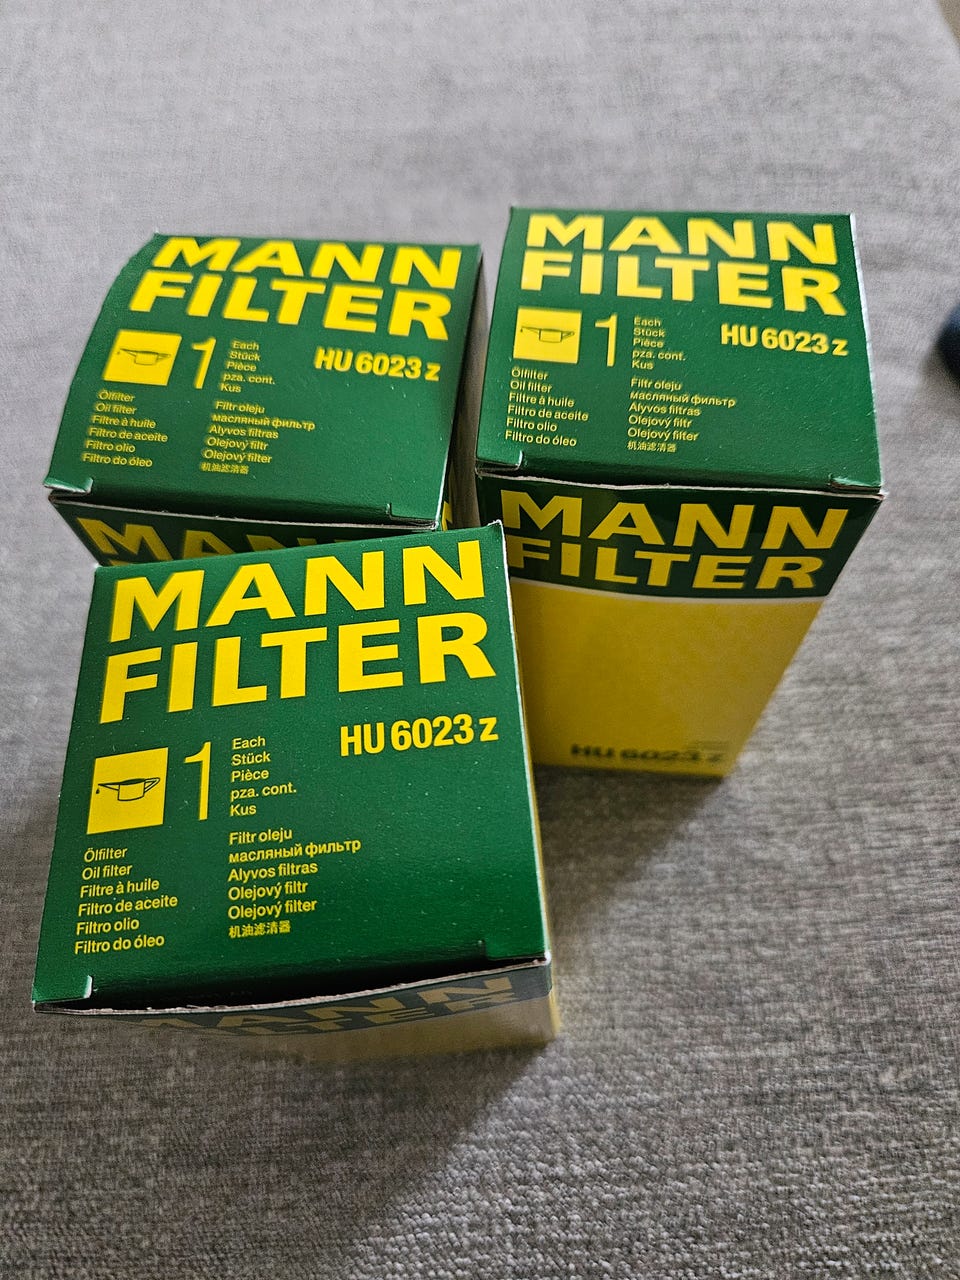 MANN
FILTER
HU 6023 z
1
Each
Stück
Pièce
pza. cont.
Kus
Ölfilter
Oil filter
Filtre à huile
Filtro de aceite
Filtro olio
Filtro do óleo
Filtr oleju
масляный фильтр
Alyvos filtras
Olejový filtr
Olejový filter
机油滤清器
MANN
MANN
FILTER
HU 6023 z
1
Each
Stück
Pièce
pza. cont.
Kus
Ölfilter
Oil filter
Filtre à huile
Filtro de aceite
Filtro olio
Filtro do óleo
Filtr oleju
масляный фильтр
Alyvos filtras
Olejový filtr
Olejový filter
机油滤清器
MANN
FILTER
HU 6023 z
MANN
FILTER
HU 6023 z
1
Each
Stück
Pièce
pza. cont.
Kus
Ölfilter
Oil filter
Filtre à huile
Filtro de aceite
Filtro olio
Filtro do óleo
Filtr oleju
масляный фильтр
Alyvos filtras
Olejový filtr
Olejový filter
机油滤清器
MANN
FILTER